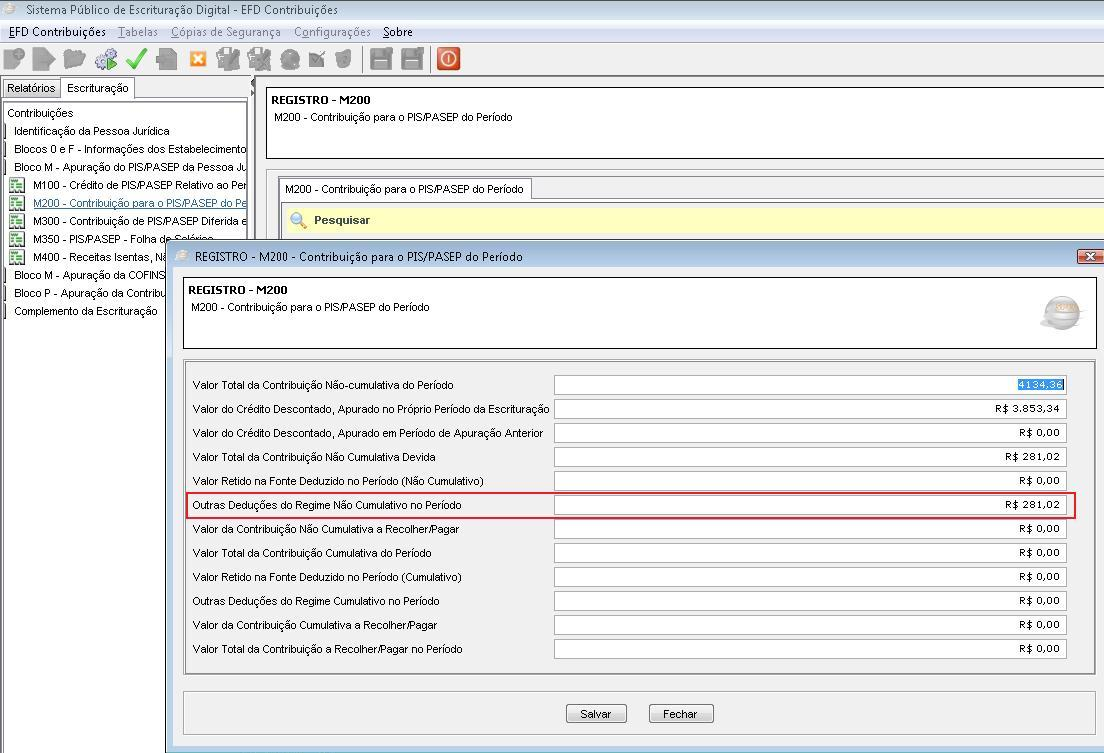 Sistema Público de Escrituração Digital - EFD Contribuições
EFD Contribuições Tabelas Cópias de Segurança Configurações Sobre
Relatórios Escrituração
Contribuições
Identificação da Pessoa Jurídica
Blocos 0 e F - Informações dos Estabelecimento
Bloco M - Apuração do PIS/PASEP da Pessoa Ju
M100 - Crédito de PIS/PASEP Relativo ao Per
M200 - Contribuição para o PIS/PASEP do Pe
M300 - Contribuição de PIS/PASEP Diferida e
M350 - PIS/PASEP - Folha de Salários
M400 - Receitas Isentas, Nã
Bloco M - Apuração da COFINS
Bloco P - Apuração da Contribu
Complemento da Escrituração
REGISTRO - M200
M200 - Contribuição para o PIS/PASEP do Período
M200 - Contribuição para o PIS/PASEP do Período
Pesquisar
REGISTRO - M200 - Contribuição para o PIS/PASEP do Período
REGISTRO - M200
M200 - Contribuição para o PIS/PASEP do Período
Valor Total da Contribuição Não-cumulativa do Período 4134,36
Valor do Crédito Descontado, Apurado no Próprio Período da Escrituração R$ 3.853,34
Valor do Crédito Descontado, Apurado em Período de Apuração Anterior R$ 0,00
Valor Total da Contribuição Não Cumulativa Devida R$ 281,02
Valor Retido na Fonte Deduzido no Período (Não Cumulativo) R$ 0,00
Outras Deduções do Regime Não Cumulativo no Período R$ 281,02
Valor da Contribuição Não Cumulativa a Recolher/Pagar R$ 0,00
Valor Total da Contribuição Cumulativa do Período R$ 0,00
Valor Retido na Fonte Deduzido no Período (Cumulativo) R$ 0,00
Outras Deduções do Regime Cumulativo no Período R$ 0,00
Valor da Contribuição Cumulativa a Recolher/Pagar R$ 0,00
Valor Total da Contribuição a Recolher/Pagar no Período R$ 0,00
Salvar Fechar